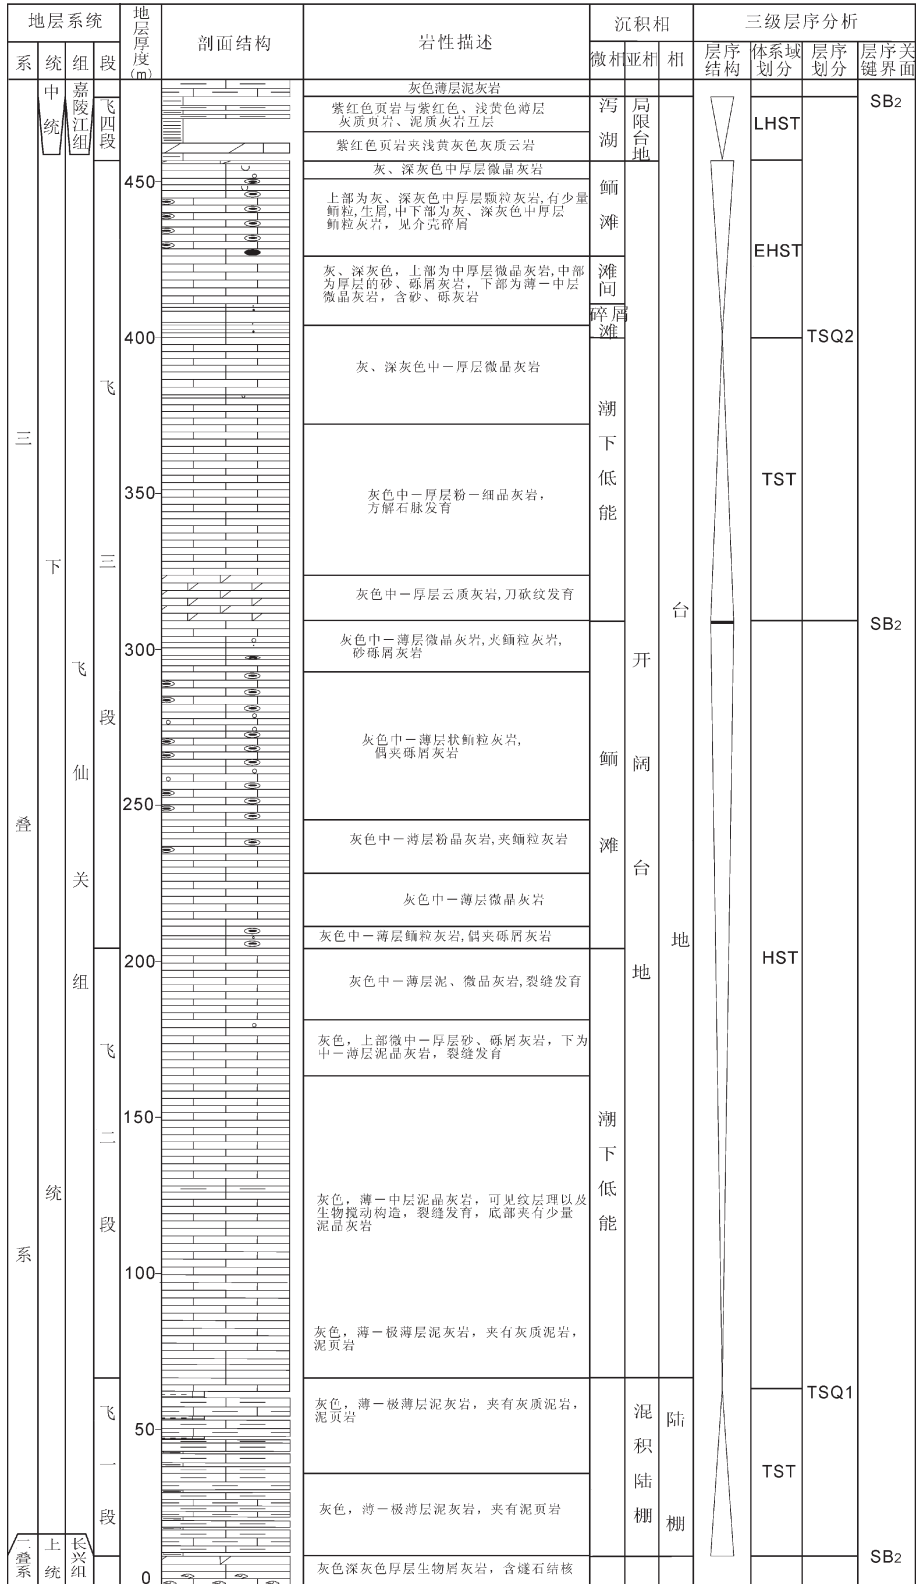 地层系统
地层厚度(m)
剖面结构
岩性描述
沉积相
三级层序分析
系
统
组
段
微相
亚相
相
层序结构
体系域划分
层序划分
层序关键界面
中统
嘉陵江组
飞四段
灰色薄层泥灰岩
紫红色页岩与紫红色、浅黄色薄层
灰质页岩、泥质灰岩互层
紫红色页岩夹浅黄灰色灰质云岩
泻湖
局限台地
LHST
SB2
450
灰、深灰色中厚层微晶灰岩
上部为灰、深灰色中厚层颗粒灰岩,有少量
鲕粒,生屑,中下部为灰、深灰色中厚层
鲕粒灰岩，见介壳碎屑
鲕滩
EHST
灰、深灰色，上部为中厚层微晶灰岩,中部
为厚层的砂、砾屑灰岩，下部为薄－中层
微晶灰岩，含砂、砾灰岩
滩间
碎屑滩
400
TSQ2
灰、深灰色中－厚层微晶灰岩
潮下低能
350
灰色中－厚层粉－细晶灰岩，
方解石脉发育
TST
灰色中－厚层云质灰岩,刀砍纹发育
飞三段
三叠系
下统
飞仙关组
300
SB2
灰色中－薄层微晶灰岩,夹鲕粒灰岩,
砂砾屑灰岩
灰色中－薄层状鲕粒灰岩,
偶夹砾屑灰岩
250
灰色中－薄层粉晶灰岩,夹鲕粒灰岩
灰色中－薄层微晶灰岩
灰色中－薄层鲕粒灰岩,偶夹砾屑灰岩
鲕滩
开阔台地
台地
HST
200
灰色中－薄层泥、微晶灰岩,裂缝发育
灰色，上部微中－厚层砂、砾屑灰岩，下为
中－薄层泥晶灰岩，裂缝发育
飞二段
150
灰色，薄－中层泥晶灰岩，可见纹层理以及
生物搅动构造，裂缝发育，底部夹有少量
泥晶灰岩
潮下低能
100
灰色，薄－极薄层泥灰岩，夹有灰质泥岩，
泥页岩
TSQ1
飞一段
灰色，薄－极薄层泥灰岩，夹有灰质泥岩，
泥页岩
50
混积陆棚
陆棚
TST
灰色，薄－极薄层泥灰岩，夹有泥页岩
二叠系
上统
长兴组
0
灰色深灰色厚层生物屑灰岩，含燧石结核
SB2